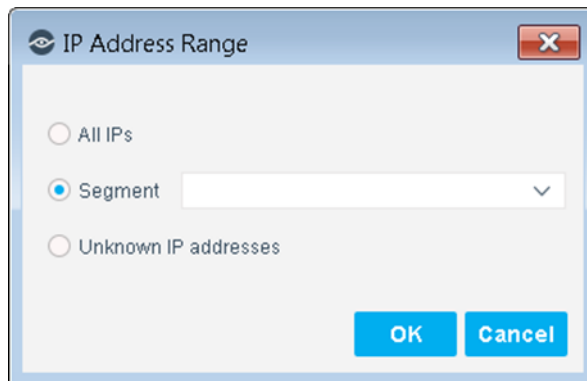 IP Address Range
All IPs
Segment
Unknown IP addresses
OK Cancel